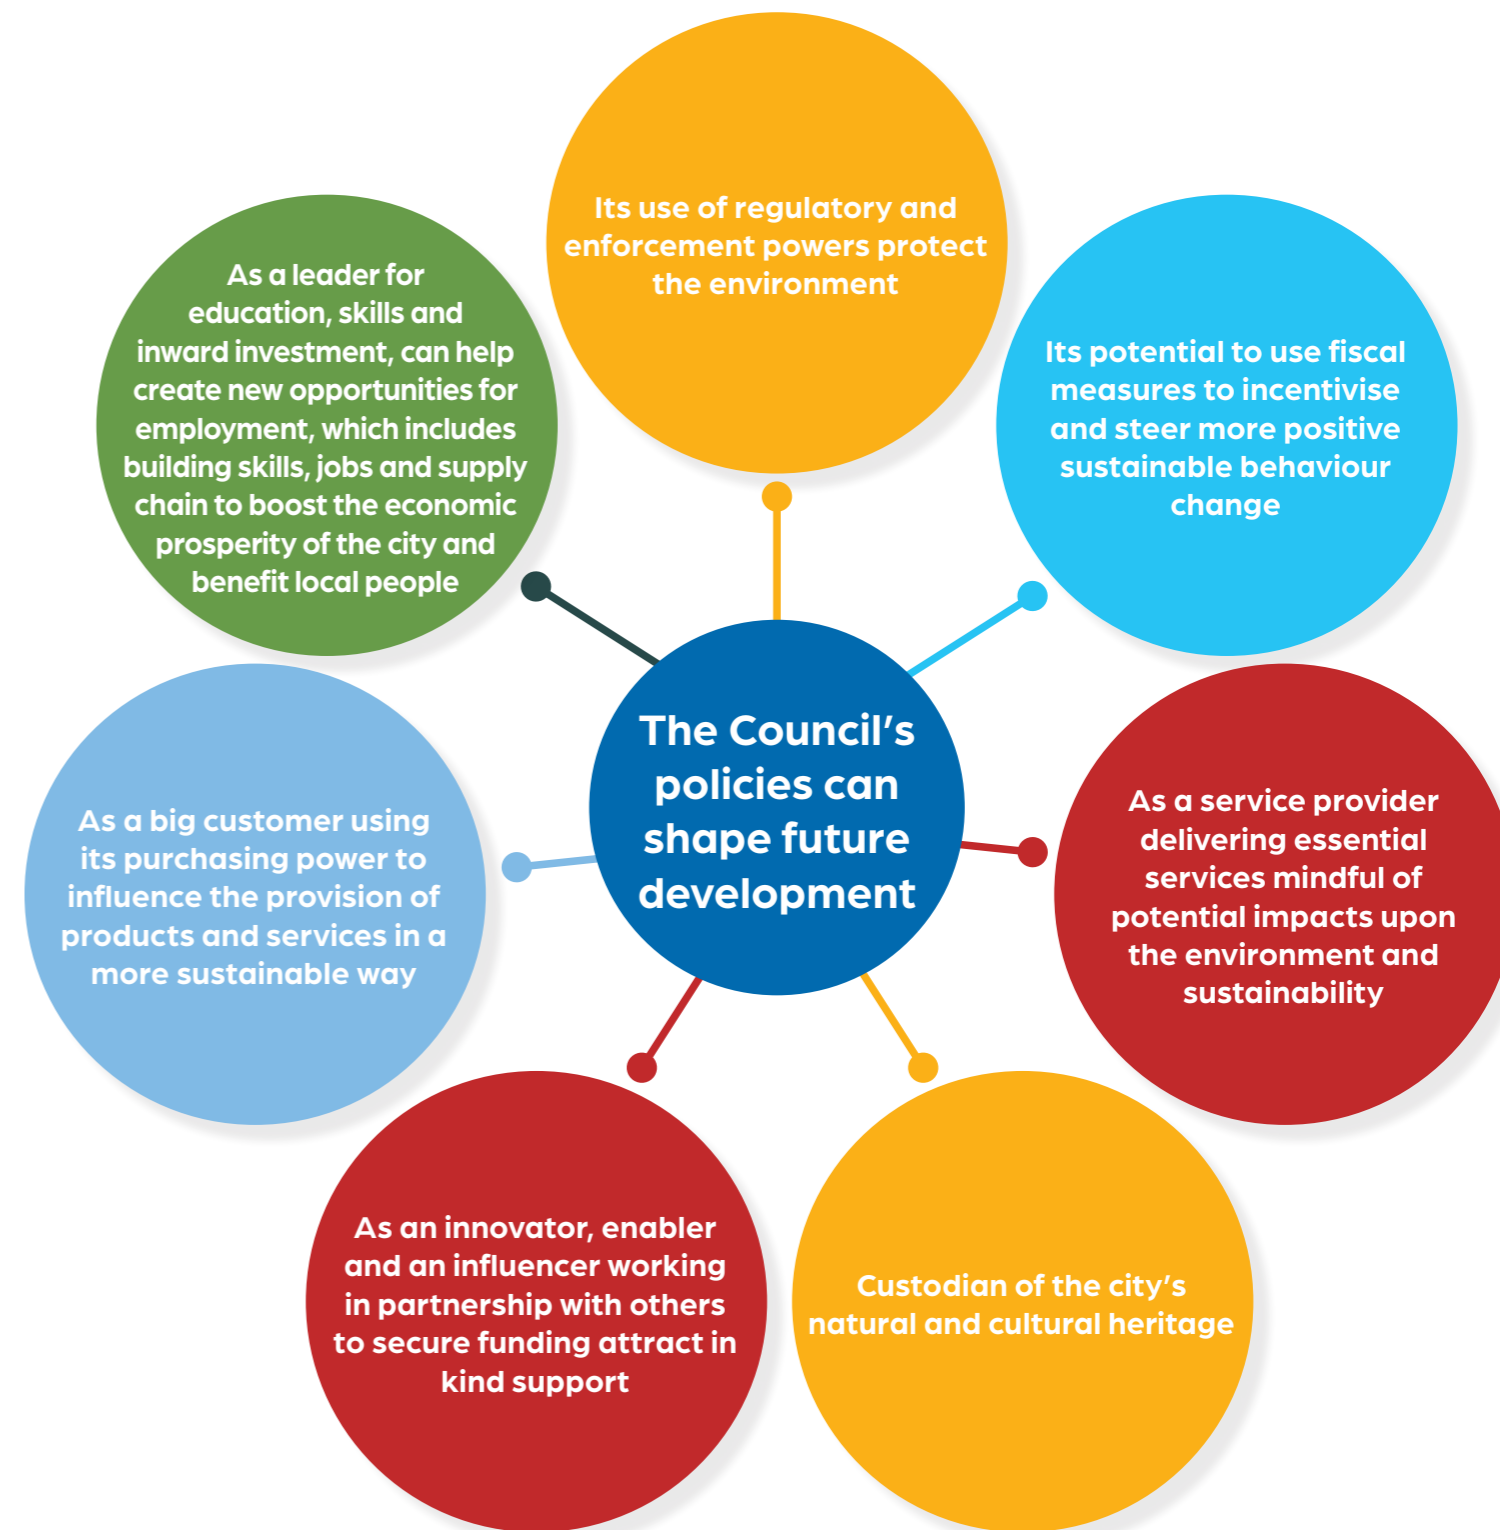 Its use of regulatory and
enforcement powers protect
the environment
As a leader for
education, skills and
inward investment, can help
create new opportunities for
employment, which includes
building skills, jobs and supply
chain to boost the economic
prosperity of the city and
benefit local people
Its potential to use fiscal
measures to incentivise
and steer more positive
sustainable behaviour
change
The Council’s
policies can
shape future
development
As a big customer using
its purchasing power to
influence the provision of
products and services in a
more sustainable way
As a service provider
delivering essential
services mindful of
potential impacts upon
the environment and
sustainability
As an innovator, enabler
and an influencer working
in partnership with others
to secure funding attract in
kind support
Custodian of the city’s
natural and cultural heritage